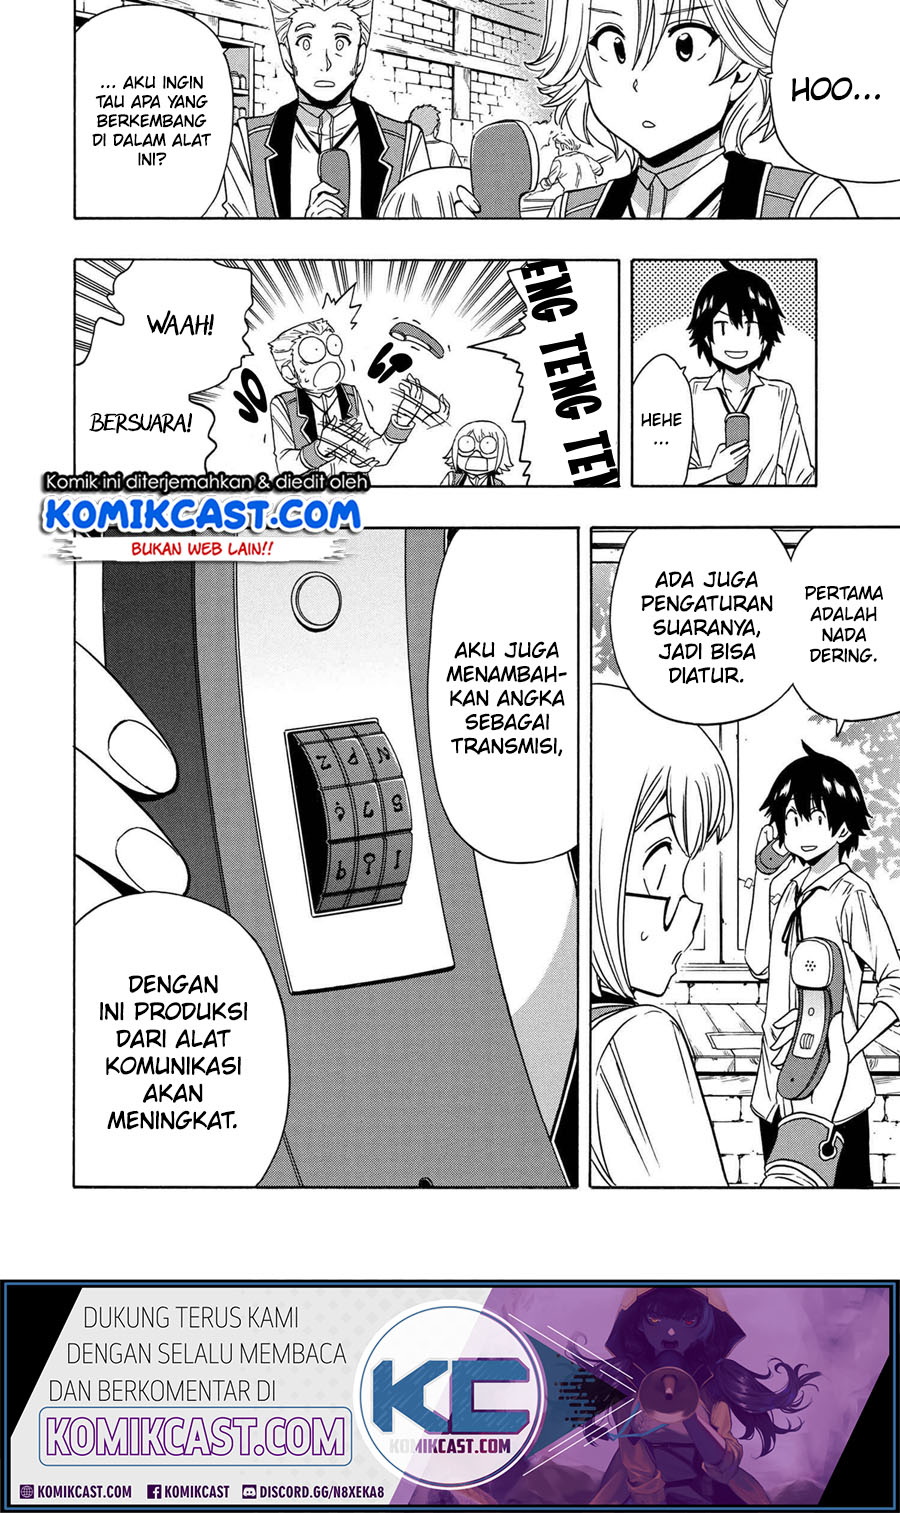 HOO...
... AKU INGIN
TAU APA YANG
BERKEMBANG
DI DALAM ALAT
INI?
HEHE
...
ENG TENG TENG TEN
WAAH!
BERSUARA!
Komik ini diterjemahkan & diedit oleh
KOMIKCAST.COM
BUKAN WEB LAIN!!
PERTAMA
ADALAH
NADA
DERING.
ADA JUGA
PENGATURAN
SUARANYA,
JADI BISA
DIATUR.
AKU JUGA
MENAMBAH-
KAN ANGKA
SEBAGAI
TRANSMISI,
DENGAN
INI PRODUKSI
DARI ALAT
KOMUNIKASI
AKAN
MENINGKAT.
DUKUNG TERUS KAMI
DENGAN SELALU MEMBACA
DAN BERKOMENTAR DI
KOMIKCAST.COM
KC
KOMIKCAST.COM
KOMIKCAST.COM KOMIKCAST DISCORD.GG/N8XEKA8